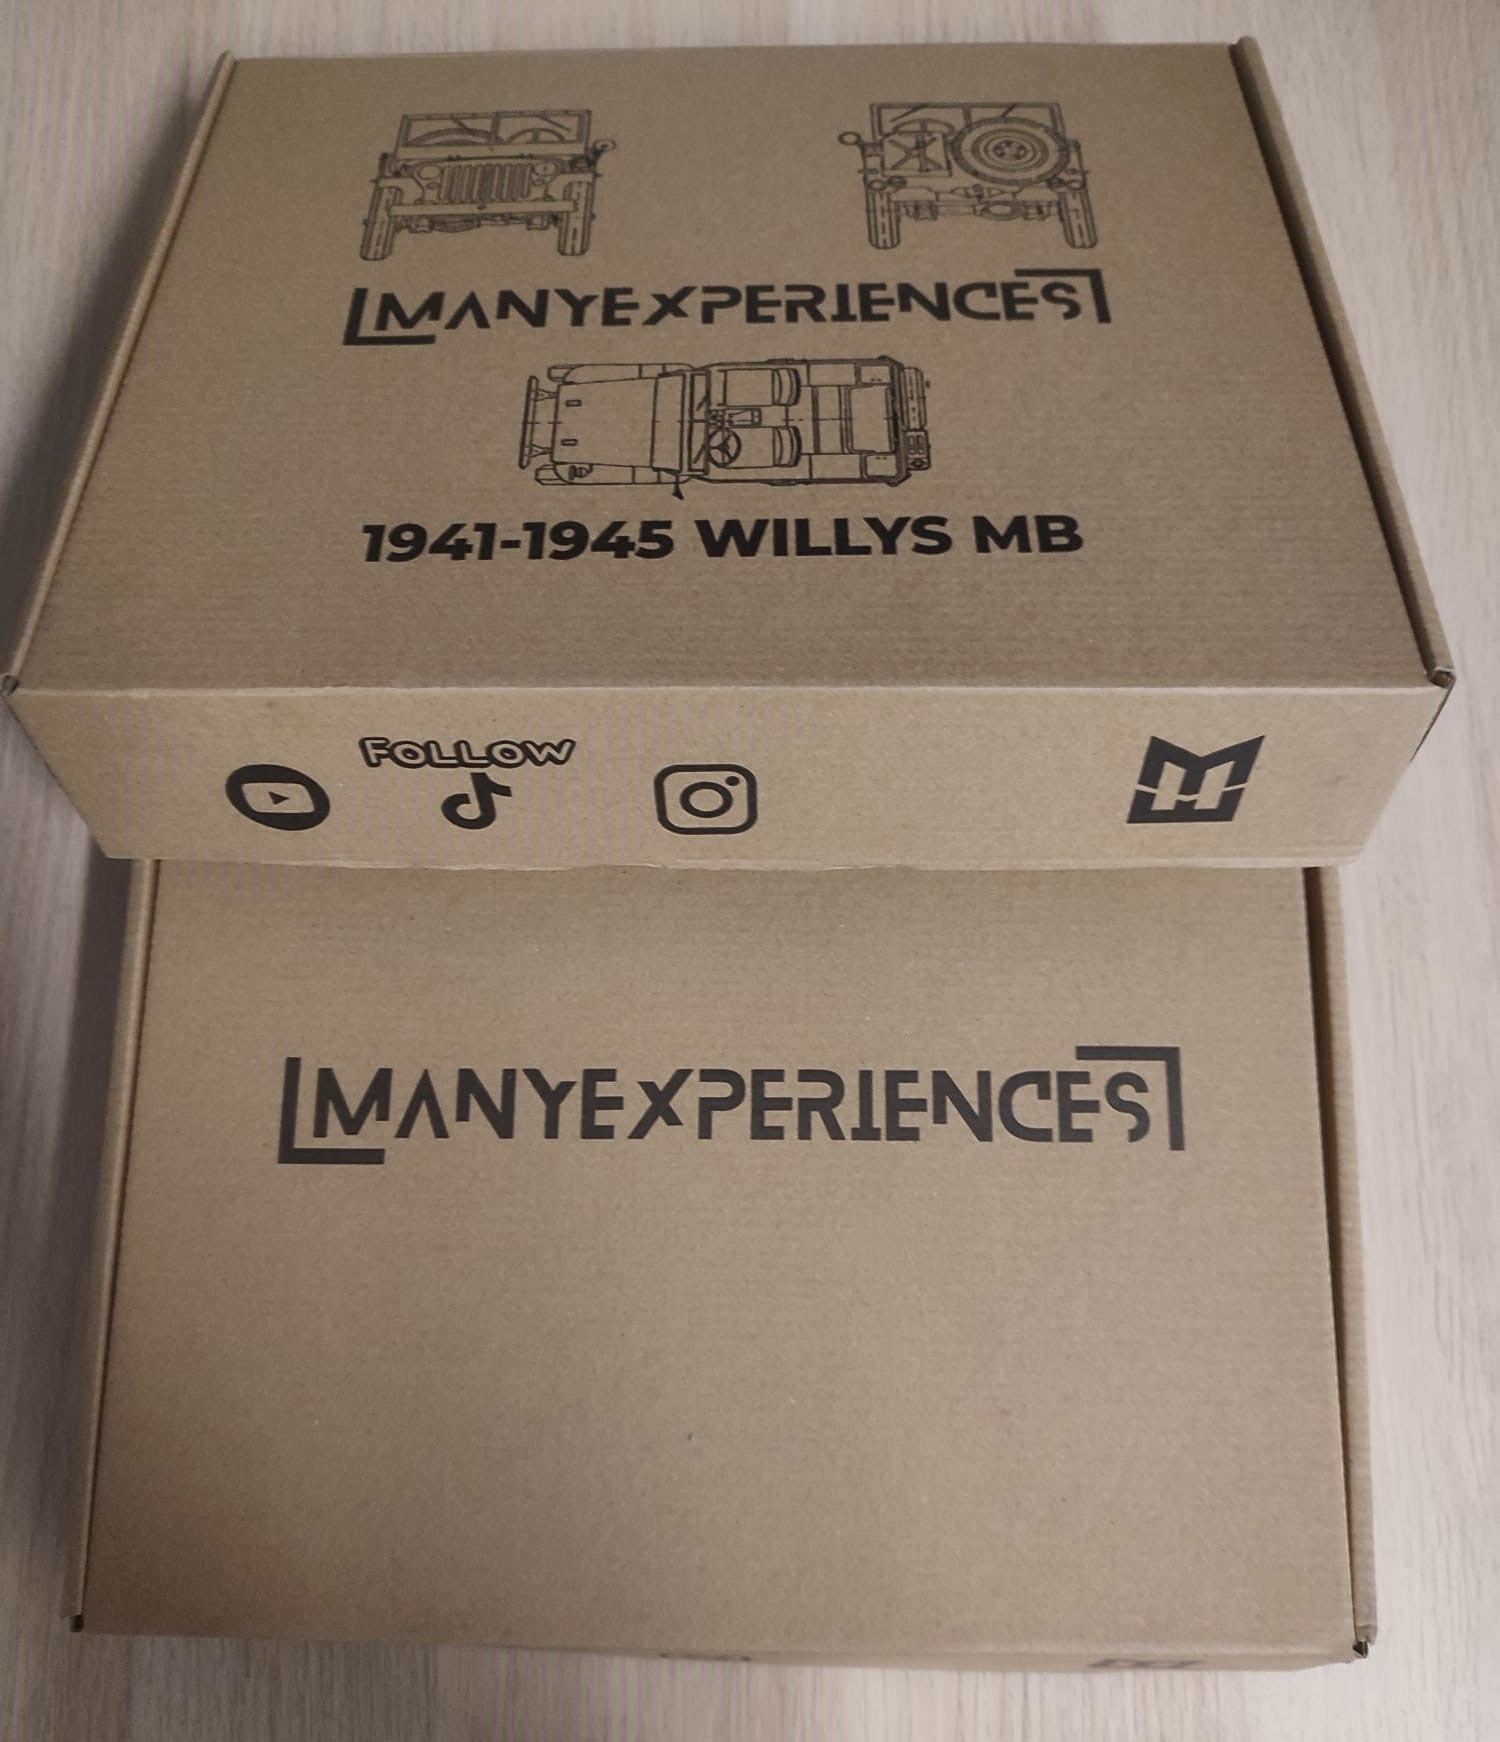 MANYEXPERIENCES
1941-1945 WILLYS MB
FOLLOW
MANYEXPERIENCES